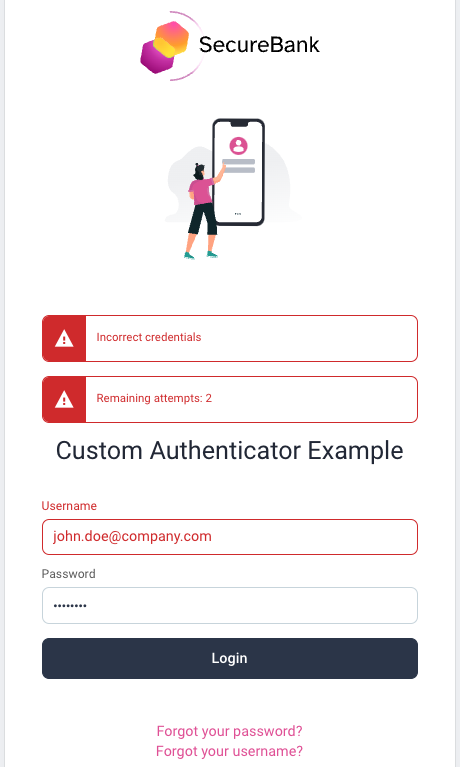 SecureBank
Incorrect credentials
Remaining attempts: 2
Custom Authenticator Example
Username
john.doe@company.com
Password
••••••••
Login
Forgot your password?
Forgot your username?